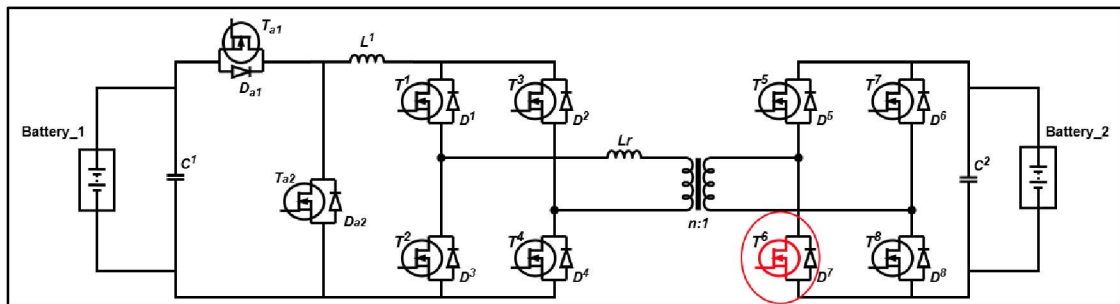 Ta1
Da1
L¹
T¹
D¹
T³
D²
T⁵
D⁵
T⁷
D⁶
Battery_1
C¹
Lr
C²
Battery_2
Ta2
Da2
n:1
T²
D³
T⁴
D⁴
T⁶
D⁷
T⁸
D⁸